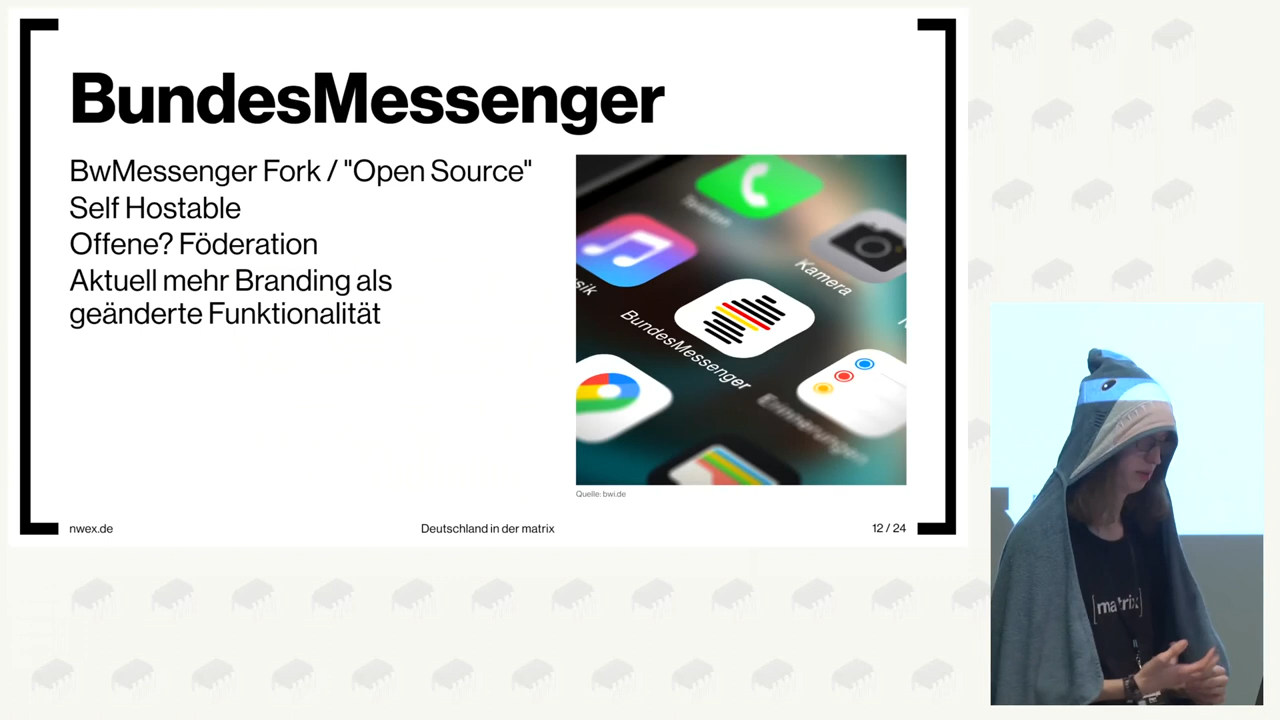 BundesMessenger
BwMessenger Fork / "Open Source"
Self Hostable
Offene? Föderation
Aktuell mehr Branding als
geänderte Funktionalität
Telefon
Kamera
sik
BundesMessenger
Erinnerungen
Quelle: bwi.de
nwex.de
Deutschland in der matrix
12 / 24
[matrix]